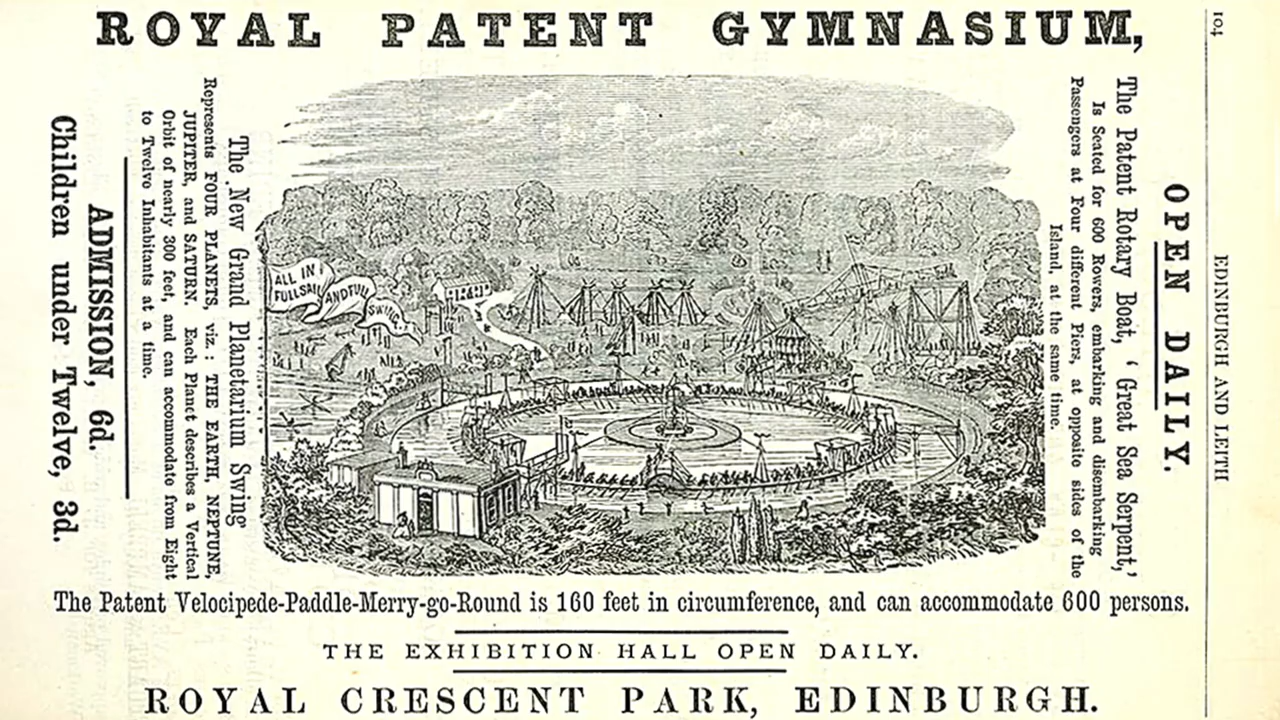 ROYAL PATENT GYMNASIUM,
104
EDINBURGH AND LEITH
OPEN DAILY.
The Patent Rotary Boat, ‘Great Sea Serpent,’
Is Seated for 600 Rowers, embarking and disembarking
Passengers at Four different Piers, at opposite sides of the
Island, at the same time.
ALL IN !
FULL SAIL
AND FULL
SWING
The New Grand Planetarium Swing
Represents FOUR PLANETS, viz.: THE EARTH, NEPTUNE,
JUPITER, and SATURN. Each Planet describes a Vertical
Orbit of nearly 300 feet, and can accommodate from Eight
to Twelve Inhabitants at a time.
ADMISSION, 6d.
Children under Twelve, 3d.
The Patent Velocipede-Paddle-Merry-go-Round is 160 feet in circumference, and can accommodate 600 persons.
THE EXHIBITION HALL OPEN DAILY.
ROYAL CRESCENT PARK, EDINBURGH.